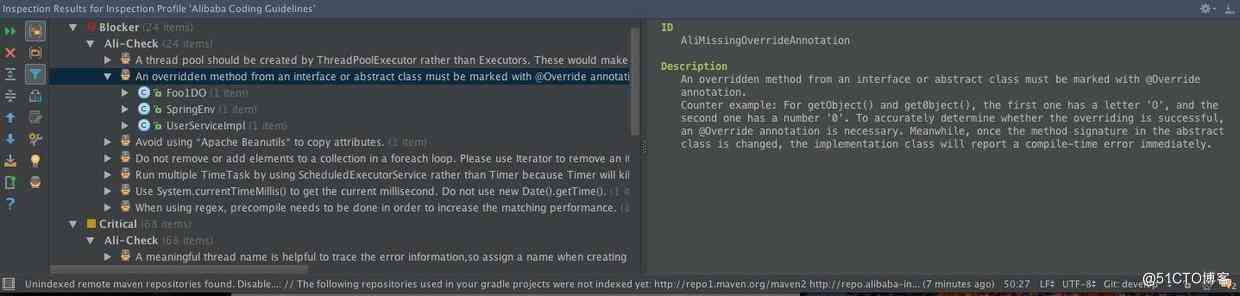 Inspection Results for Inspection Profile 'Alibaba Coding Guidelines'
Blocker (24 items)
Ali-Check (24 items)
A thread pool should be created by ThreadPoolExecutor rather than Executors. These would make
An overridden method from an interface or abstract class must be marked with @Override annotati
Foo1DO (1 item)
SpringEnv (1 item)
UserServiceImpl (1 item)
Avoid using "Apache Beanutils" to copy attributes. (1 item)
Do not remove or add elements to a collection in a foreach loop. Please use Iterator to remove an it
Run multiple TimeTask by using ScheduledExecutorService rather than Timer because Timer will kil
Use System.currentTimeMillis() to get the current millisecond. Do not use new Date().getTime(). (1 it
When using regex, precompile needs to be done in order to increase the matching performance.
Critical (68 items)
Ali-Check (68 items)
A meaningful thread name is helpful to trace the error information,so assign a name when creating
ID
AliMissingOverrideAnnotation
Description
An overridden method from an interface or abstract class must be marked with @Override
annotation.
Counter example: For getObject() and get0bject(), the first one has a letter 'O', and the
second one has a number '0'. To accurately determine whether the overriding is successful,
an @Override annotation is necessary. Meanwhile, once the method signature in the abstract
class is changed, the implementation class will report a compile-time error immediately.
Unindexed remote maven repositories found. Disable... // The following repositories used in your gradle projects were not indexed yet: http://repo1.maven.org/maven2 http://repo.alibaba-in... (7 minutes ago) 50:27 LF÷ UTF-8÷ Git: develop
@51CTO博客